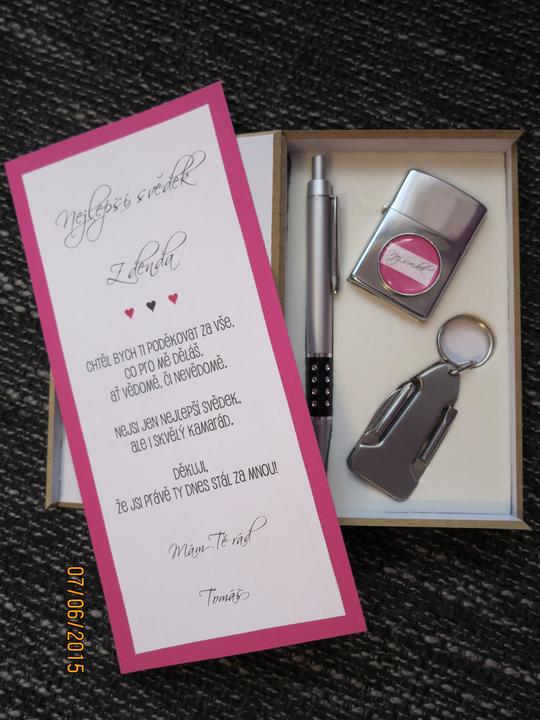 Nejlepší svědek
Zdenda
CHTĚL BYCH TI PODĚKOVAT ZA VŠE,
CO PRO MĚ DĚLÁŠ,
AŤ VĚDOMĚ, ČI NEVĚDOMĚ.
NEJSI JEN NEJLEPŠÍ SVĚDEK,
ALE I SKVĚLÝ KAMARÁD.
DĚKUJI,
ŽE JSI PRÁVĚ TY DNES STÁL ZA MNOU!
Mám Tě rád
Tomáš
Nej svědek
07/06/2015